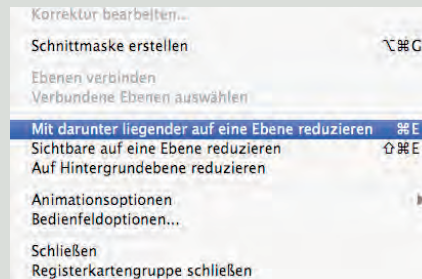 Korrektur bearbeiten...
Schnittmaske erstellen ⌥⌘G
Ebenen verbinden
Verbundene Ebenen auswählen
Mit darunter liegender auf eine Ebene reduzieren ⌘E
Sichtbare auf eine Ebene reduzieren ⇧⌘E
Auf Hintergrundebene reduzieren
Animationsoptionen
Bedienfeldoptionen...
Schließen
Registerkartengruppe schließen